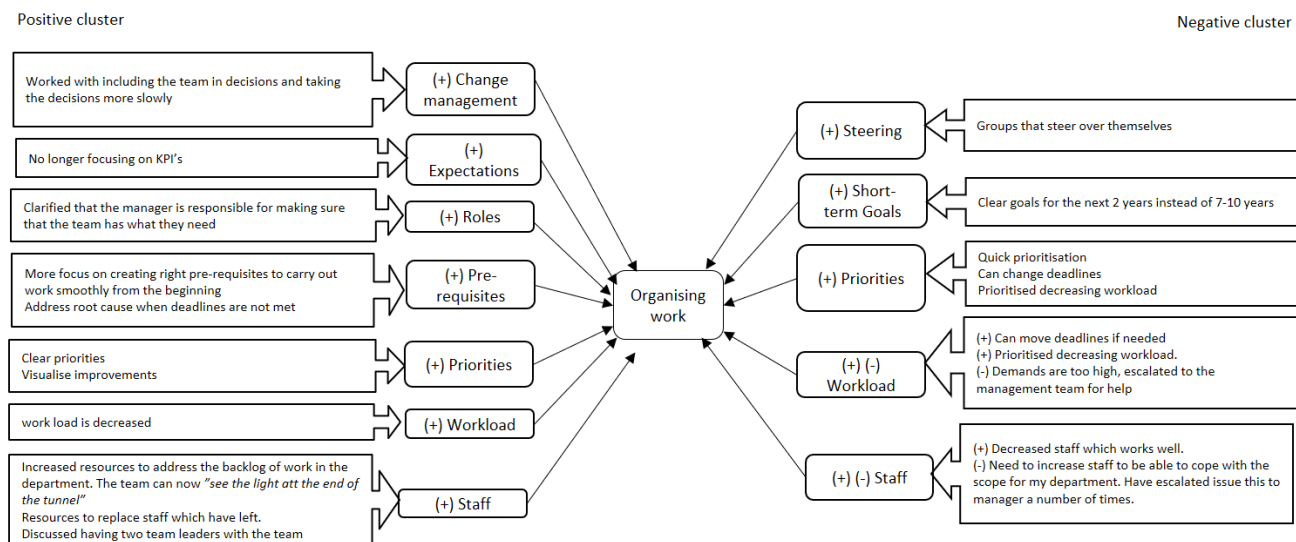 Positive cluster
Negative cluster
Worked with including the team in decisions and taking
the decisions more slowly
(+) Change
management
No longer focusing on KPI's
(+)
Expectations
Clarified that the manager is responsible for making sure
that the team has what they need
(+) Roles
More focus on creating right pre-requisites to carry out
work smoothly from the beginning
Address root cause when deadlines are not met
(+) Pre-
requisites
Clear priorities
Visualise improvements
(+) Priorities
work load is decreased
(+) Workload
Increased resources to address the backlog of work in the
department. The team can now "see the light att the end of
the tunnel"
Resources to replace staff which have left.
Discussed having two team leaders with the team
(+) Staff
Organising
work
(+) Steering
Groups that steer over themselves
(+) Short-
term Goals
Clear goals for the next 2 years instead of 7-10 years
(+) Priorities
Quick prioritisation
Can change deadlines
Prioritised decreasing workload
(+) (-)
Workload
(+) Can move deadlines if needed
(+) Prioritised decreasing workload.
(-) Demands are too high, escalated to the
management team for help
(+) (-) Staff
(+) Decreased staff which works well.
(-) Need to increase staff to be able to cope with the
scope for my department. Have escalated issue this to
manager a number of times.